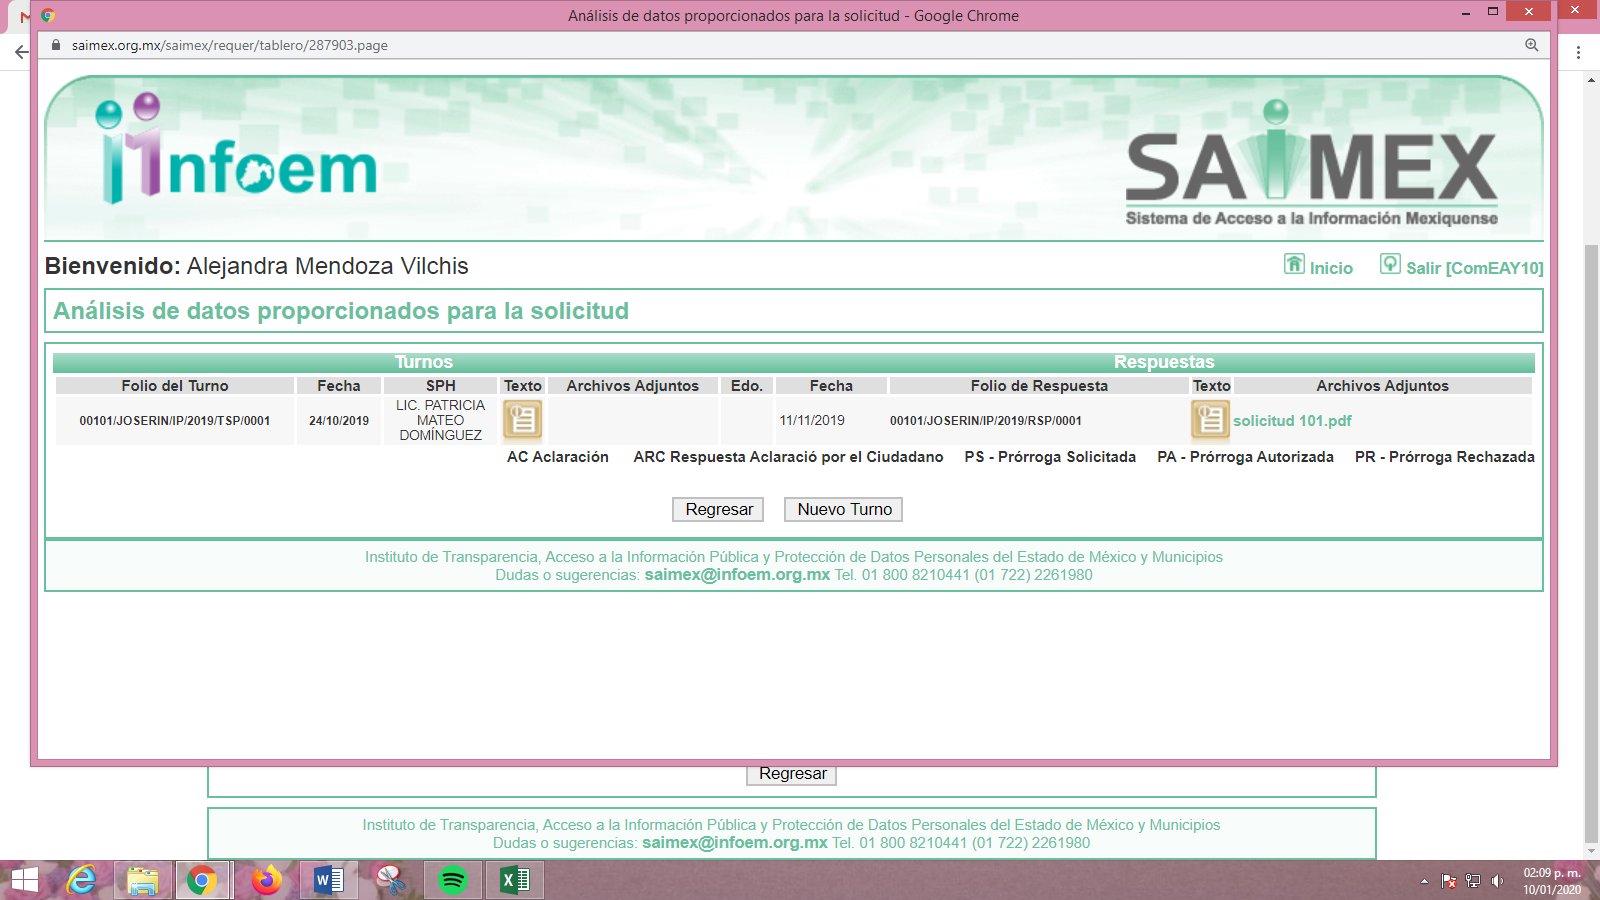 Análisis de datos proporcionados para la solicitud - Google Chrome
saimex.org.mx/saimex/requer/tablero/287903.page
infoem
SAIMEX
Sistema de Acceso a la Información Mexiquense
Bienvenido: Alejandra Mendoza Vilchis
Inicio
Salir [ComEAY10]
Análisis de datos proporcionados para la solicitud
Turnos
Respuestas
Folio del Turno
Fecha
SPH
Texto
Archivos Adjuntos
Edo.
Fecha
Folio de Respuesta
Texto
Archivos Adjuntos
00101/JOSERIN/IP/2019/TSP/0001
24/10/2019
LIC. PATRICIA
MATEO
DOMÍNGUEZ
11/11/2019
00101/JOSERIN/IP/2019/RSP/0001
solicitud 101.pdf
AC Aclaración
ARC Respuesta Aclaració por el Ciudadano
PS - Prórroga Solicitada
PA - Prórroga Autorizada
PR - Prórroga Rechazada
Regresar
Nuevo Turno
Instituto de Transparencia, Acceso a la Información Pública y Protección de Datos Personales del Estado de México y Municipios
Dudas o sugerencias: saimex@infoem.org.mx Tel. 01 800 8210441 (01 722) 2261980
Regresar
Instituto de Transparencia, Acceso a la Información Pública y Protección de Datos Personales del Estado de México y Municipios
Dudas o sugerencias: saimex@infoem.org.mx Tel. 01 800 8210441 (01 722) 2261980
02:09 p. m.
10/01/2020